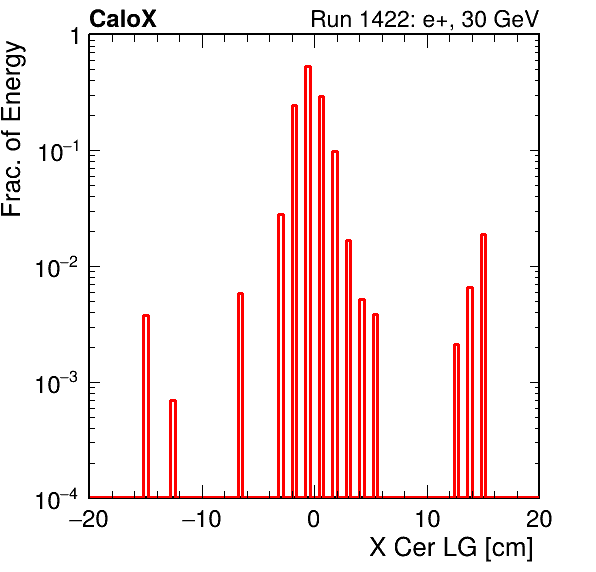 CaloX Run 1422: e+, 30 GeV
Frac. of Energy
1
10⁻¹
10⁻²
10⁻³
10⁻⁴
−20 −10 0 10 20
X Cer LG [cm]